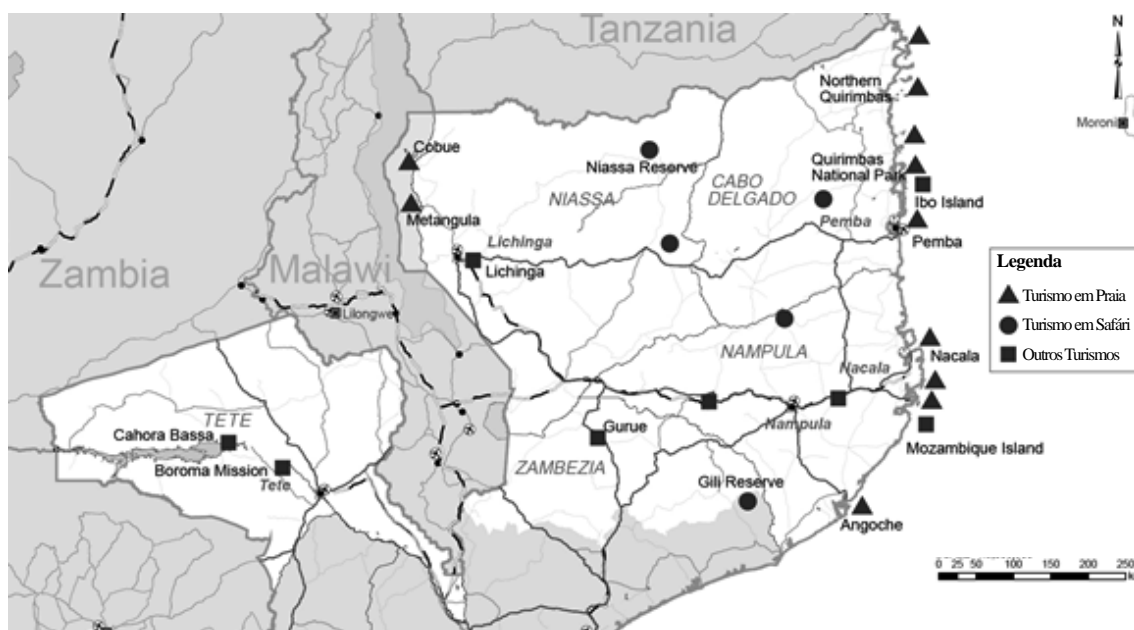 Tanzania
N
Northern
Quirimbas
Moroni
Cobue
Niassa Reserve
Quirimbas
National Park
CABO
DELGADO
NIASSA
Ibo Island
Metangula
Pemba
Pemba
Lichinga
Lichinga
Zambia
Malawi
Legenda
Turismo em Praia
Turismo em Safári
Outros Turismos
Lilongwe
NAMPULA
Nacala
Nacala
TETE
Cahora Bassa
Gurue
Nampula
Mozambique Island
Boroma Mission
Tete
ZAMBEZIA
Gili Reserve
Angoche
0 25 50 100 150 200 250